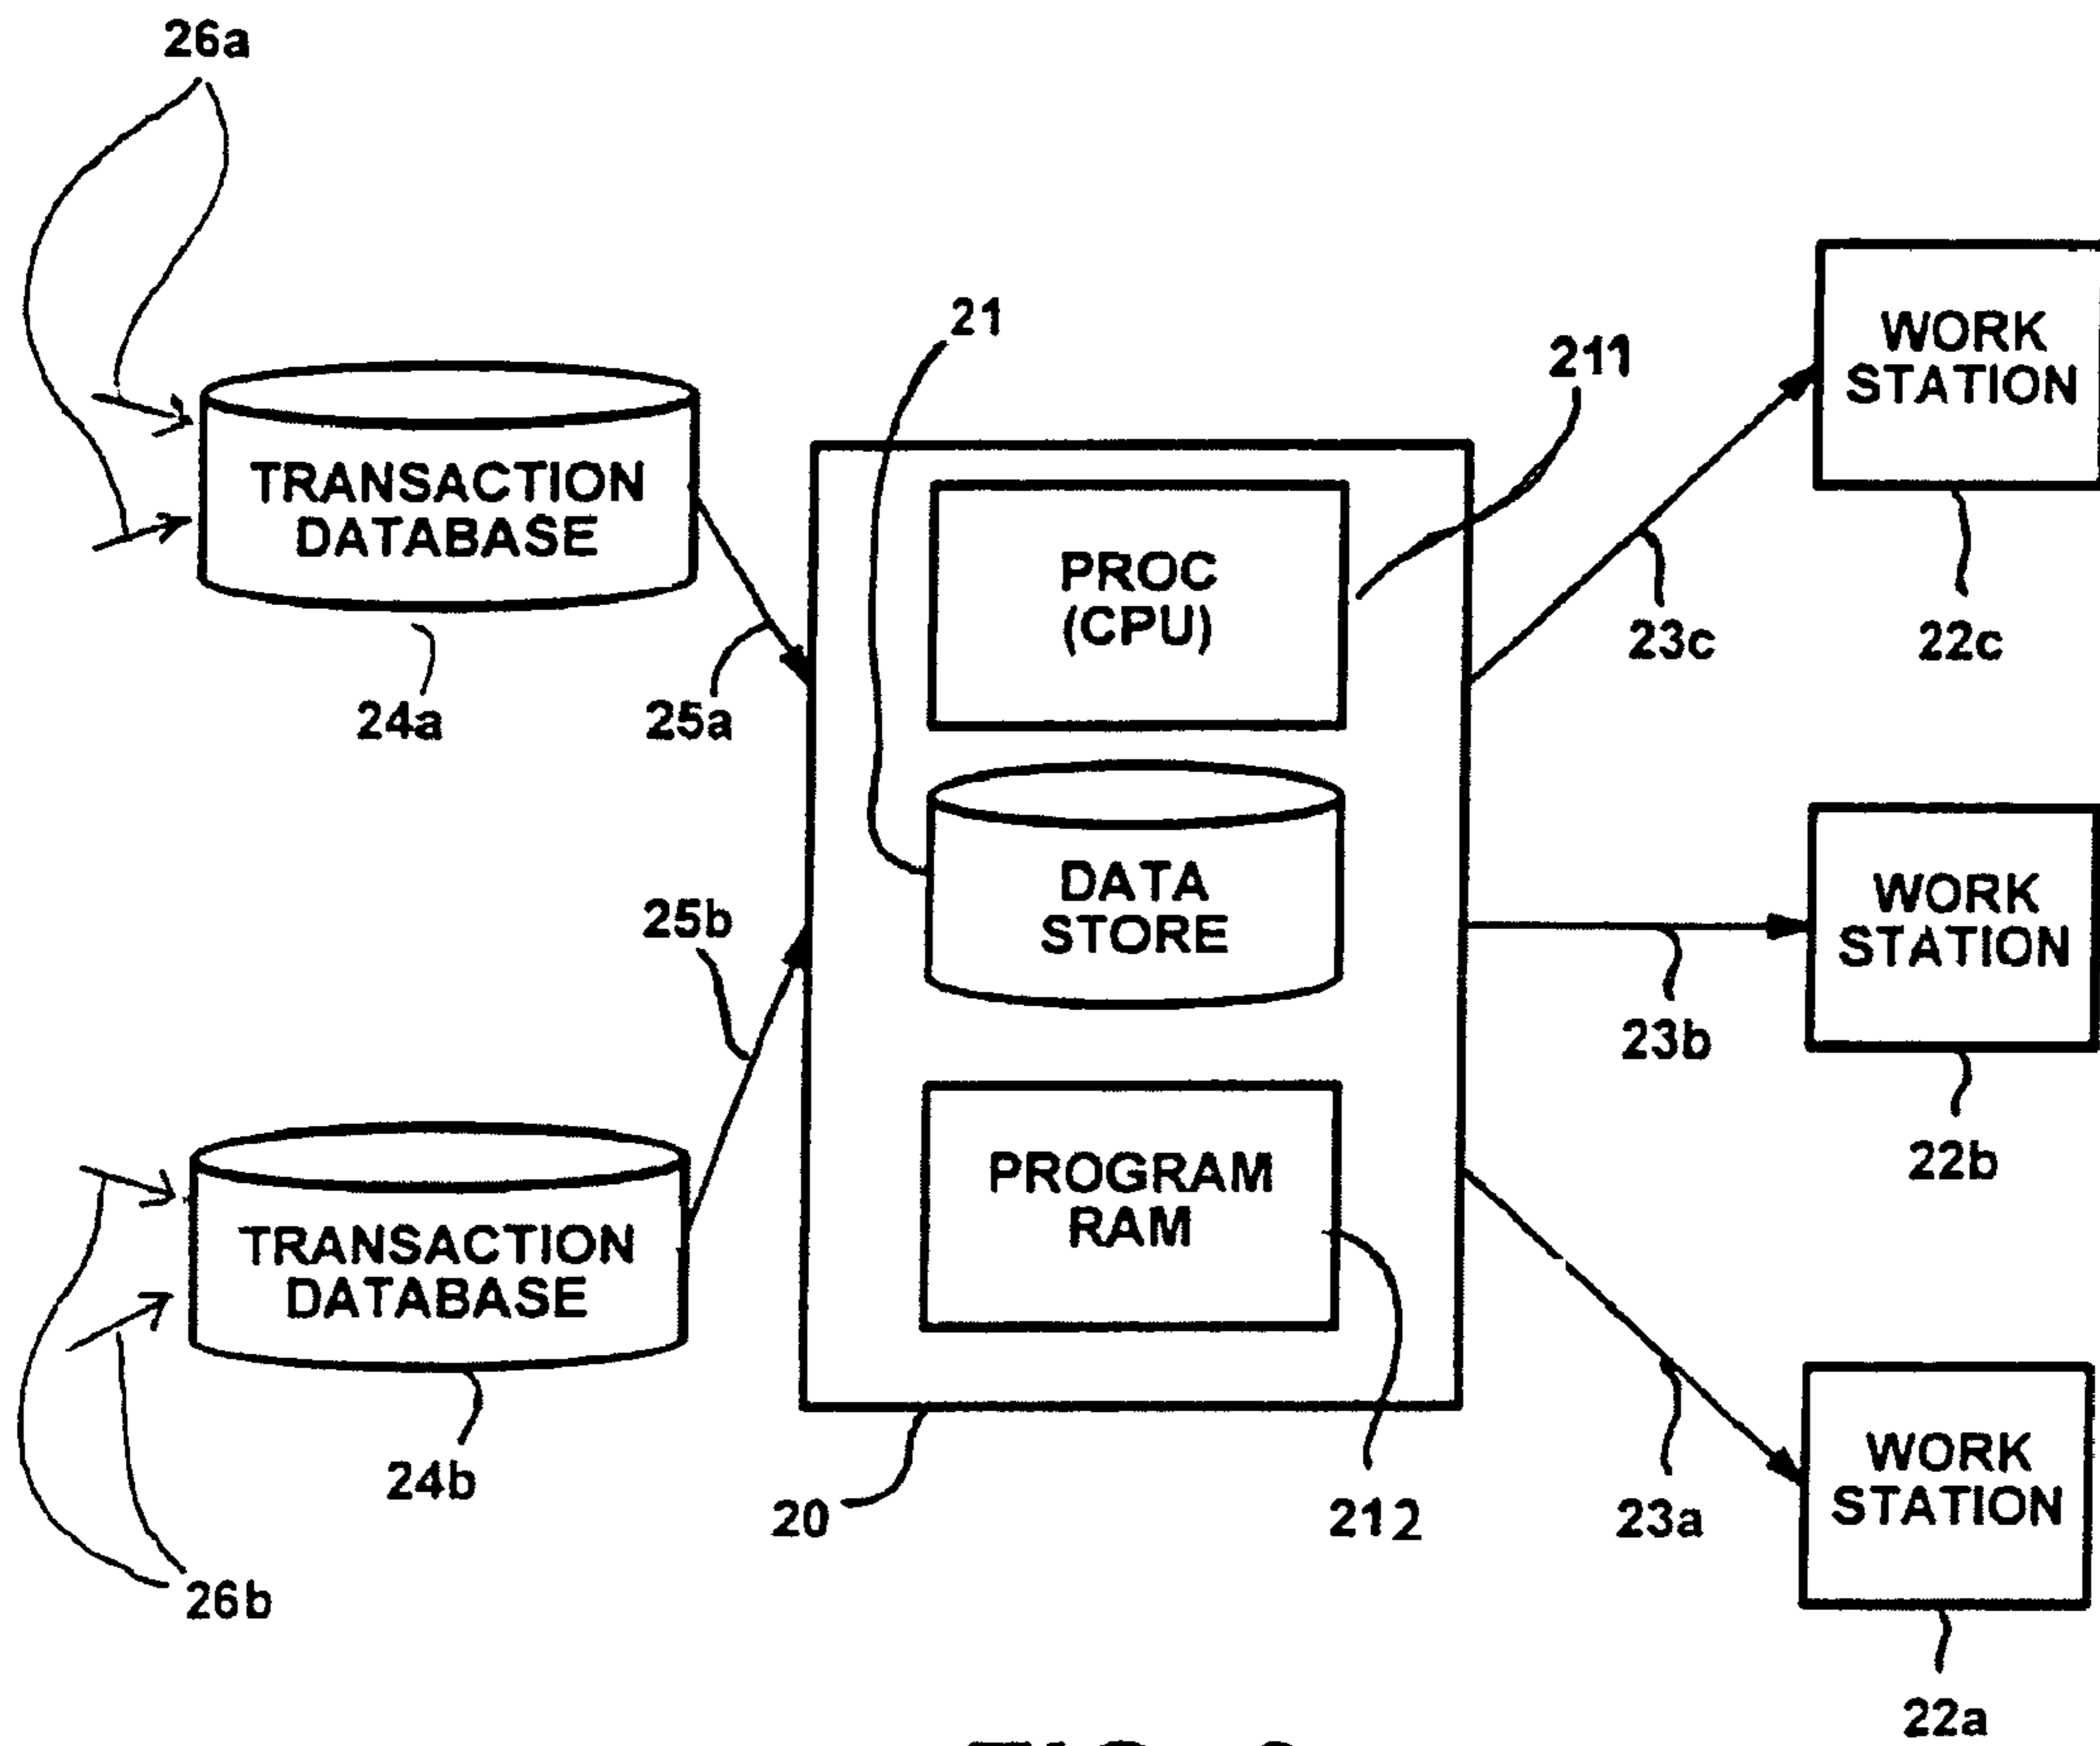 26a
21
211
WORK
STATION
TRANSACTION
DATABASE
PROC
(CPU)
23c
22c
24a
25a
DATA
STORE
25b
WORK
STATION
23b
22b
PROGRAM
RAM
TRANSACTION
DATABASE
24b
20
212
23a
WORK
STATION
26b
22a